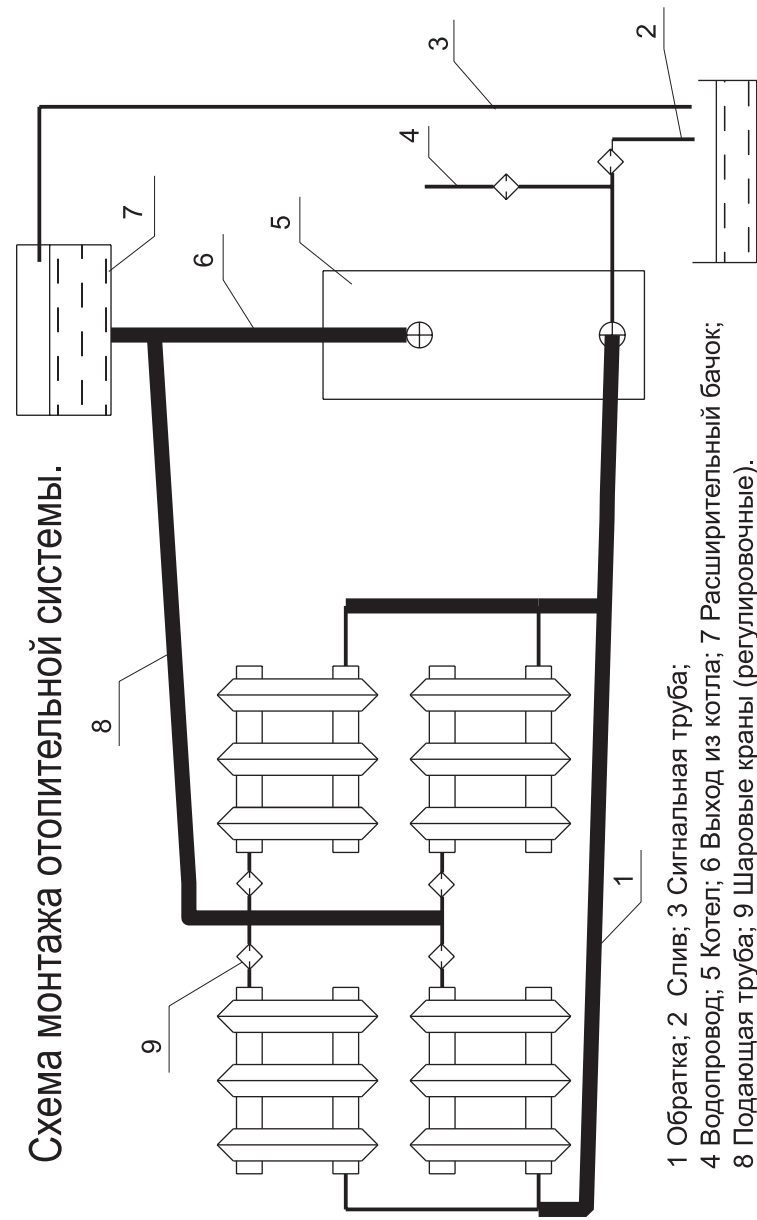 Схема монтажа отопительной системы.
3
2
4
7
5
6
8
1
9
1 Обратка; 2 Слив; 3 Сигнальная труба;
4 Водопровод; 5 Котел; 6 Выход из котла; 7 Расширительный бачок;
8 Подающая труба; 9 Шаровые краны (регулировочные).